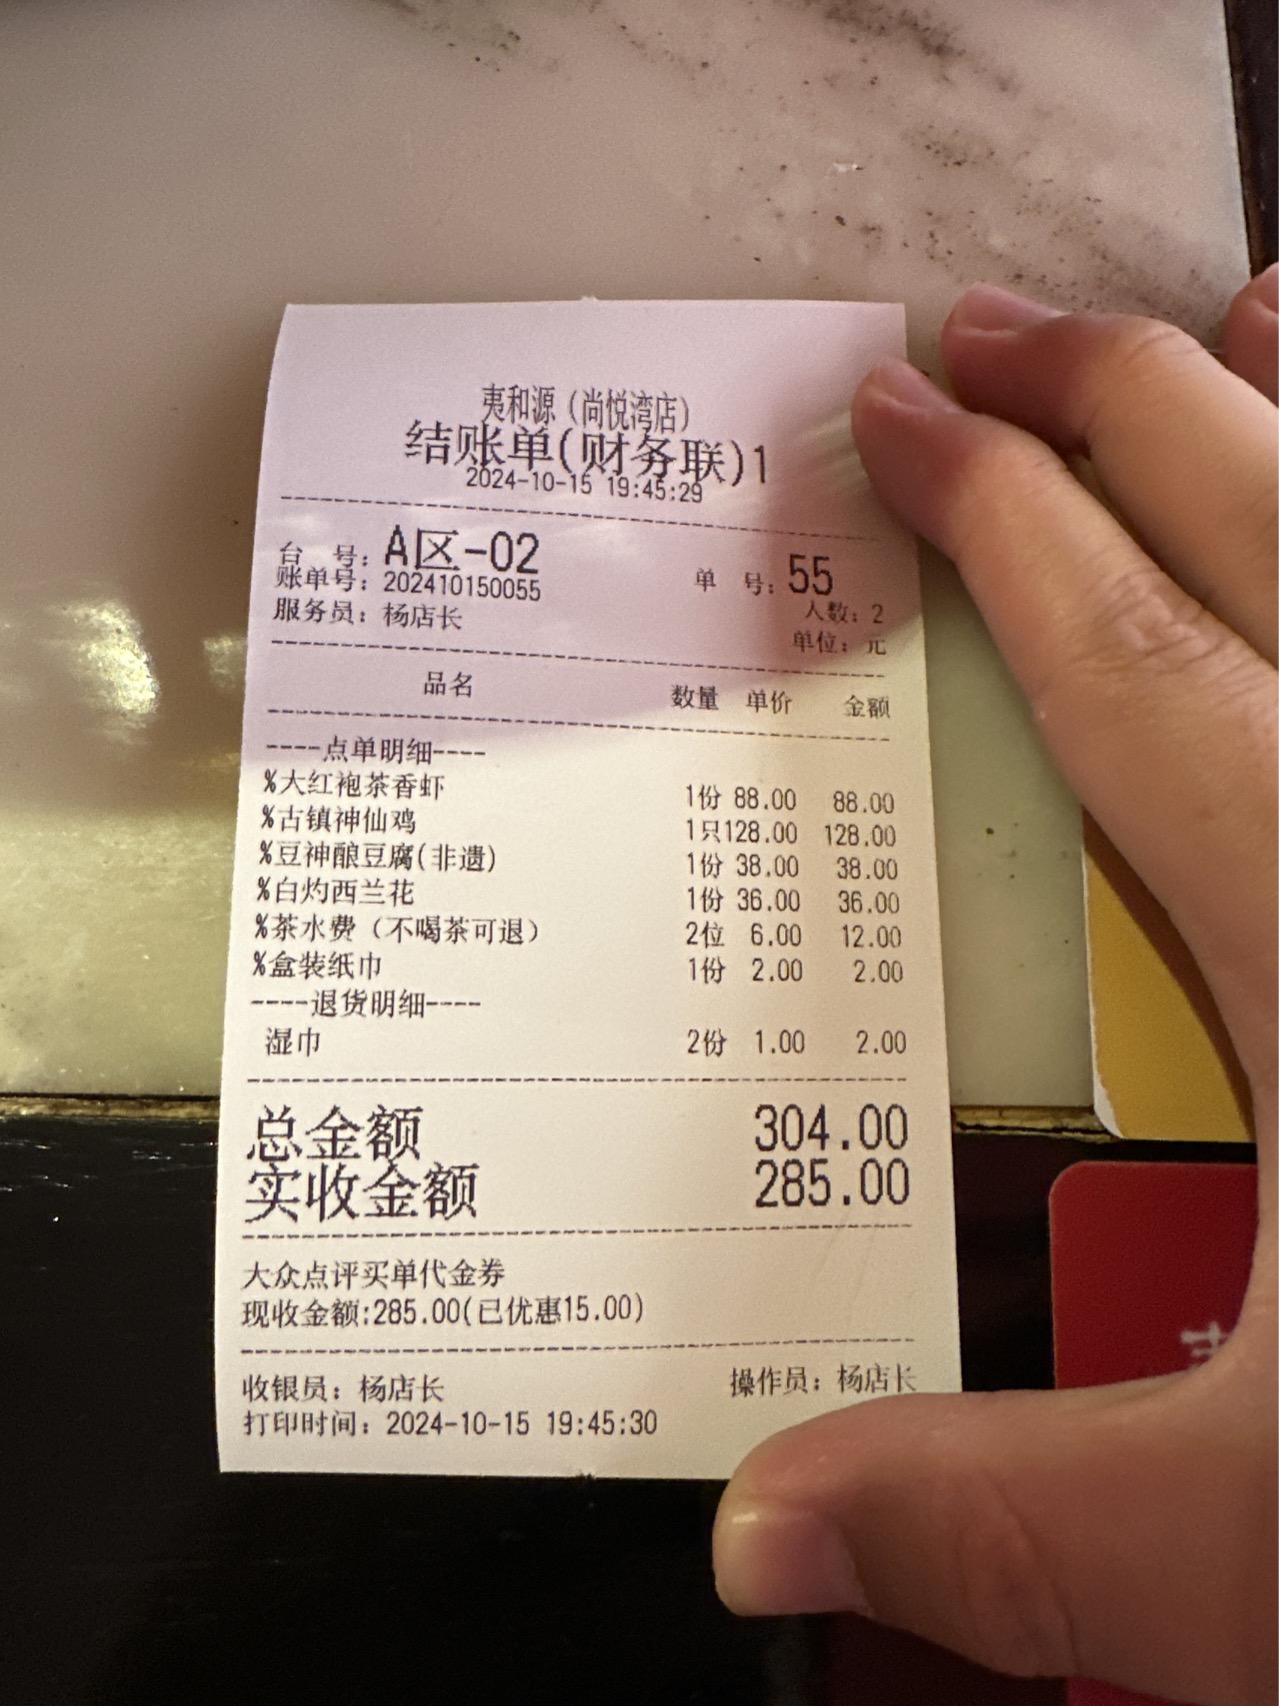 夷和源（尚悦湾店）
结账单(财务联)1
2024-10-15 19:45:29
台 号：A区-02 单 号：55
账单号：202410150055 人数：2
服务员：杨店长 单位：元
品名 数量 单价 金额
----点单明细----
%大红袍茶香虾 1份 88.00 88.00
%古镇神仙鸡 1只128.00 128.00
%豆神酿豆腐(非遗) 1份 38.00 38.00
%白灼西兰花 1份 36.00 36.00
%茶水费（不喝茶可退） 2位 6.00 12.00
%盒装纸巾 1份 2.00 2.00
----退货明细----
湿巾 2份 1.00 2.00
总金额 304.00
实收金额 285.00
大众点评买单代金券
现收金额:285.00(已优惠15.00)
收银员：杨店长 操作员：杨店长
打印时间：2024-10-15 19:45:30